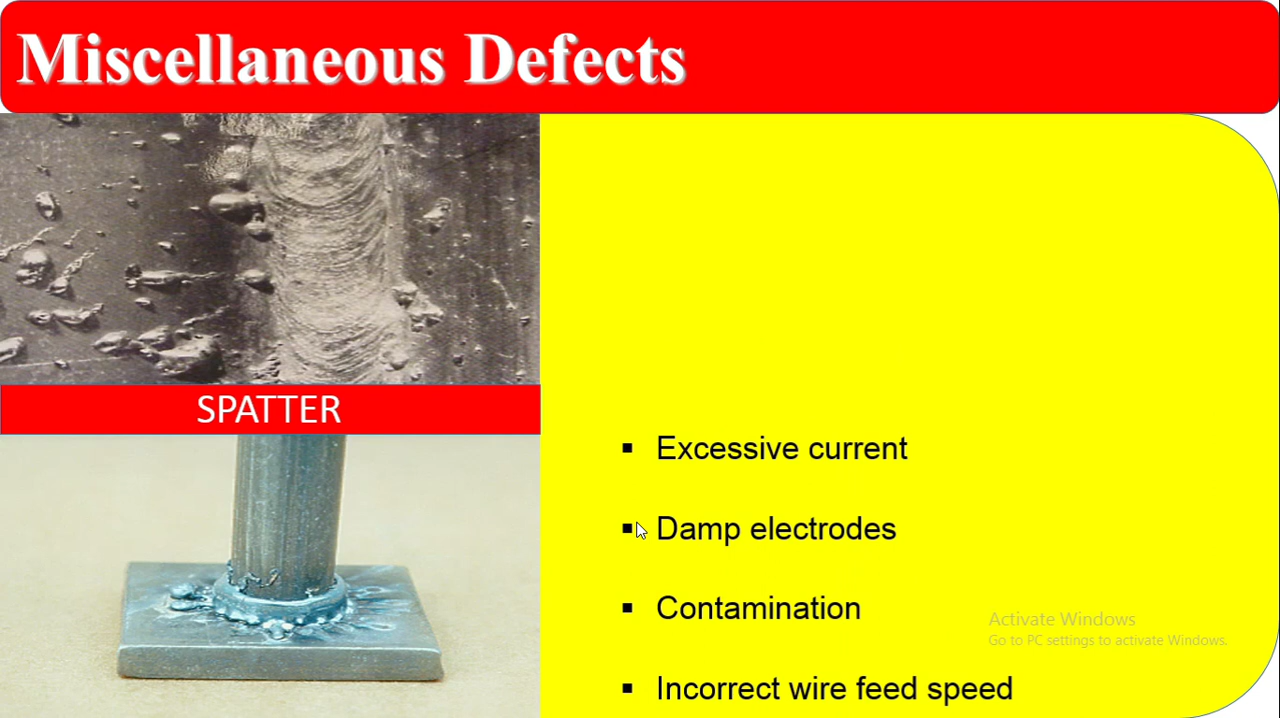 Miscellaneous Defects
SPATTER
▪ Excessive current
▪ Damp electrodes
▪ Contamination
▪ Incorrect wire feed speed
Activate Windows
Go to PC settings to activate Windows.